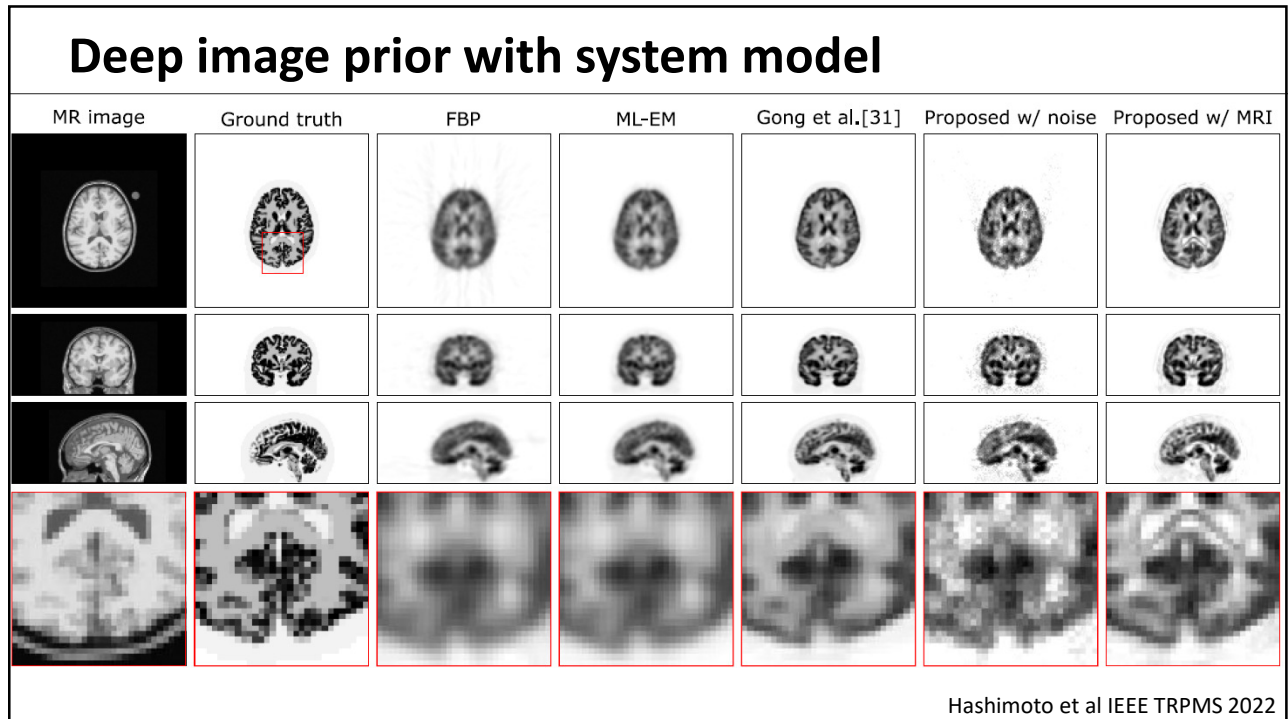 Deep image prior with system model
MR image Ground truth FBP ML-EM Gong et al.[31] Proposed w/ noise Proposed w/ MRI
Hashimoto et al IEEE TRPMS 2022